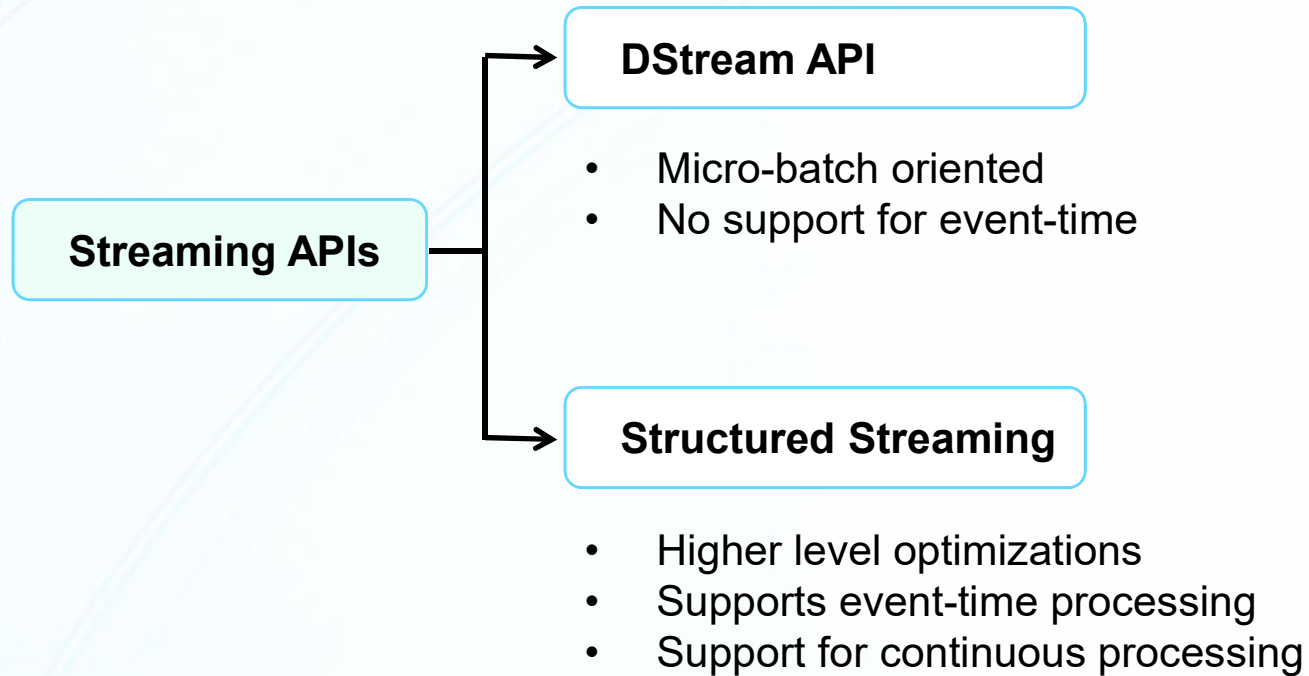 Streaming APIs
DStream API
• Micro-batch oriented
• No support for event-time
Structured Streaming
• Higher level optimizations
• Supports event-time processing
• Support for continuous processing